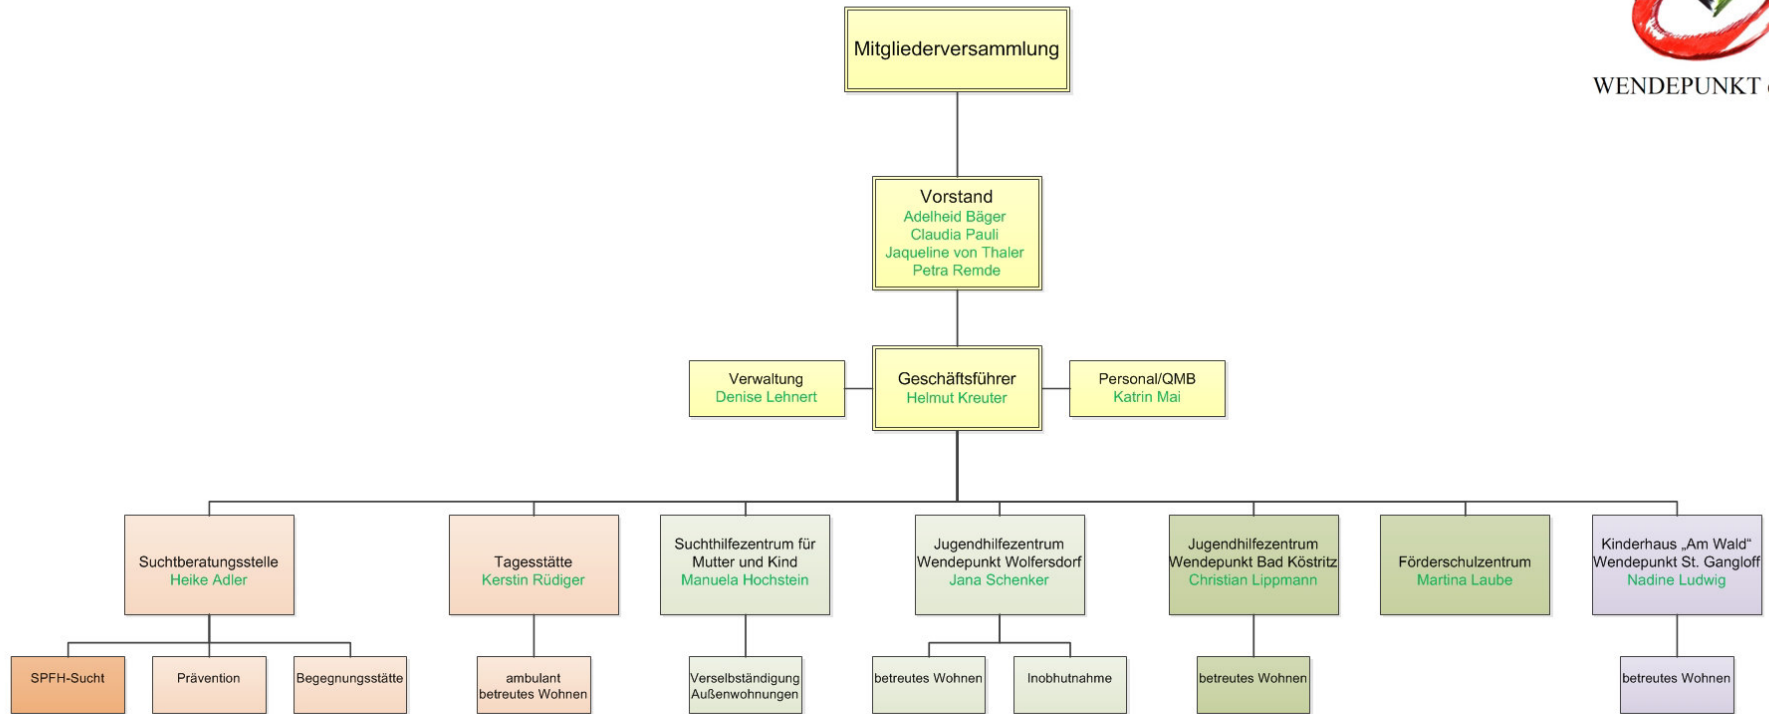 Mitgliederversammlung
WENDEPUNKT
Vorstand
Adelheid Bäger
Claudia Pauli
Jaqueline von Thaler
Petra Remde
Verwaltung
Denise Lehnert
Geschäftsführer
Helmut Kreuter
Personal/QMB
Katrin Mai
Suchtberatungsstelle
Heike Adler
Tagesstätte
Kerstin Rüdiger
Suchthilfezentrum für
Mutter und Kind
Manuela Hochstein
Jugendhilfezentrum
Wendepunkt Wolfersdorf
Jana Schenker
Jugendhilfezentrum
Wendepunkt Bad Köstritz
Christian Lippmann
Förderschulzentrum
Martina Laube
Kinderhaus „Am Wald“
Wendepunkt St. Gangloff
Nadine Ludwig
SPFH-Sucht
Prävention
Begegnungsstätte
ambulant
betreutes Wohnen
Verselbständigung
Außenwohnungen
betreutes Wohnen
Inobhutnahme
betreutes Wohnen
betreutes Wohnen